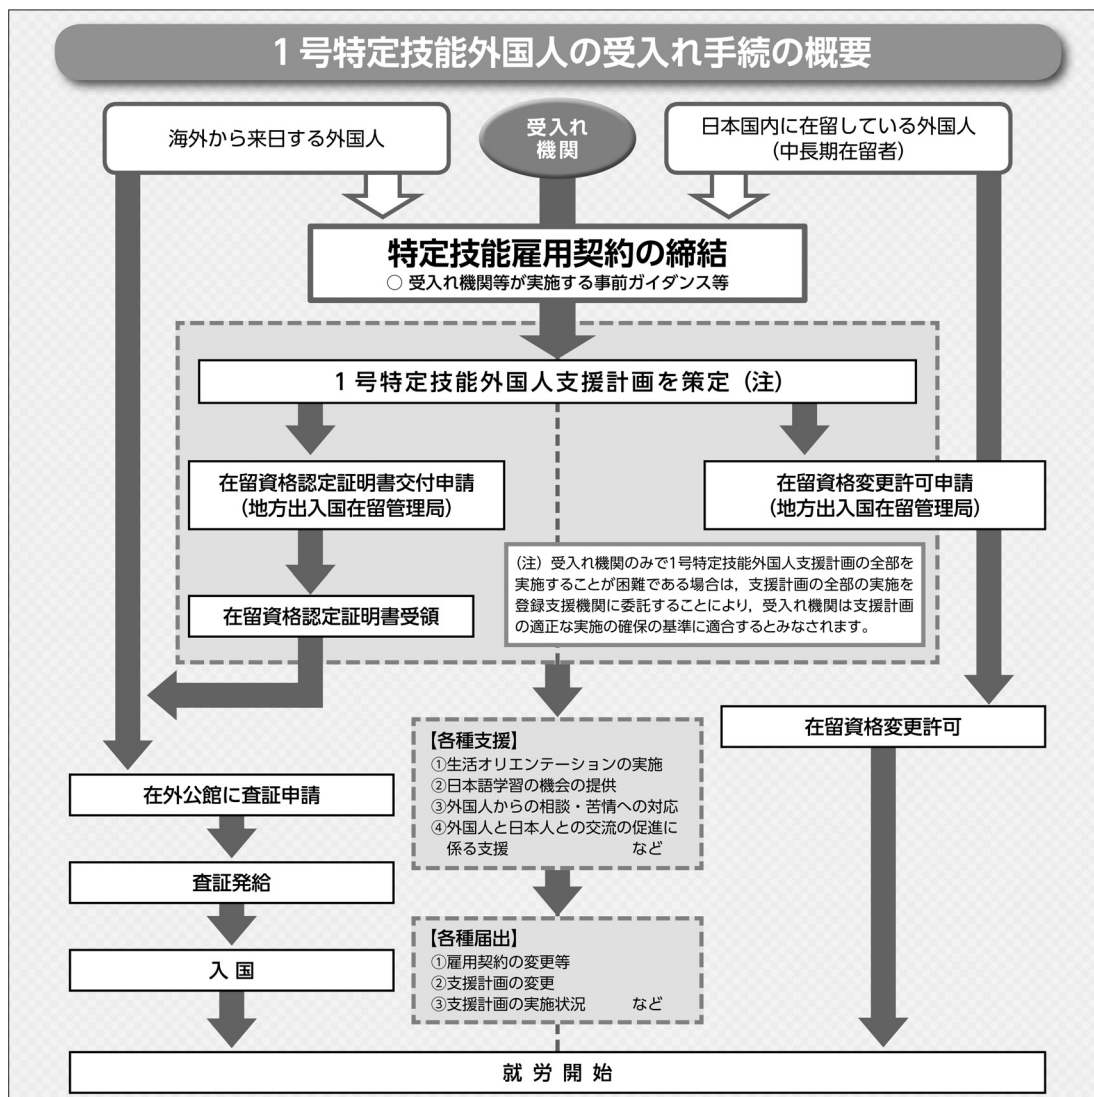 1号特定技能外国人の受入れ手続の概要
海外から来日する外国人
受入れ
機関
日本国内に在留している外国人
(中長期在留者)
特定技能雇用契約の締結
○ 受入れ機関等が実施する事前ガイダンス等
1号特定技能外国人支援計画を策定(注)
在留資格認定証明書交付申請
(地方出入国在留管理局)
在留資格変更許可申請
(地方出入国在留管理局)
(注)受入れ機関のみで1号特定技能外国人支援計画の全部を
実施することが困難である場合は,支援計画の全部の実施を
登録支援機関に委託することにより,受入れ機関は支援計画
の適正な実施の確保の基準に適合するとみなされます。
在留資格認定証明書受領
在留資格変更許可
【各種支援】
①生活オリエンテーションの実施
②日本語学習の機会の提供
③外国人からの相談・苦情への対応
④外国人と日本人との交流の促進に
係る支援 など
在外公館に査証申請
査証発給
入国
【各種届出】
①雇用契約の変更等
②支援計画の変更
③支援計画の実施状況 など
就労開始